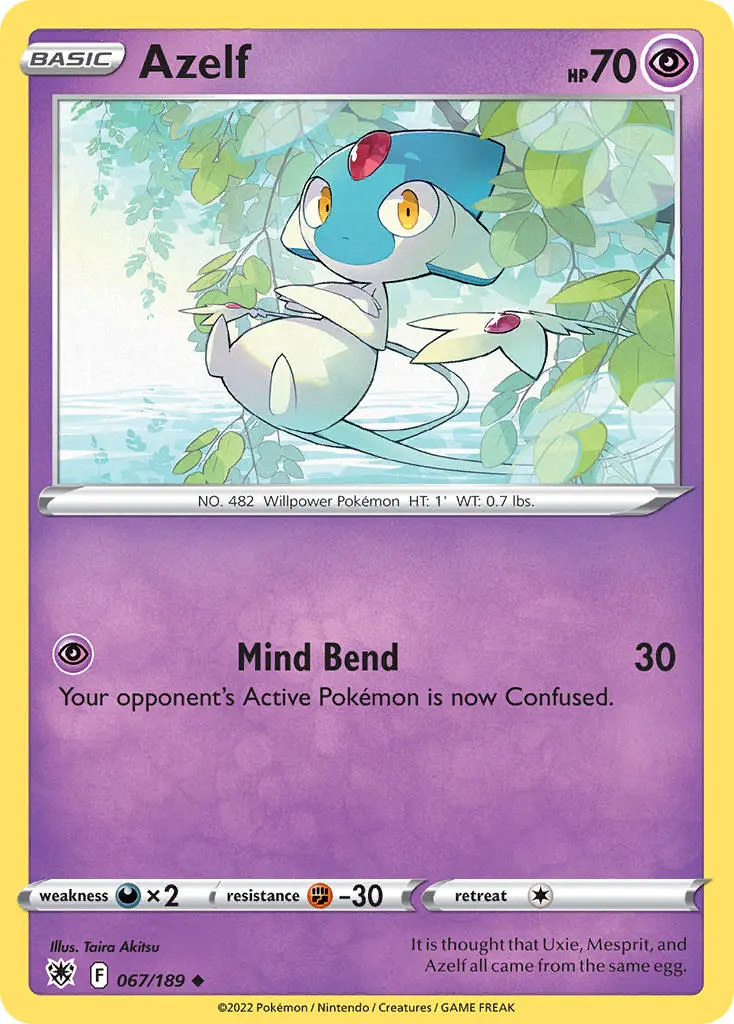 BASIC Azelf HP 70
NO. 482 Willpower Pokémon HT: 1' WT: 0.7 lbs.
Mind Bend 30
Your opponent's Active Pokémon is now Confused.
weakness ×2 resistance -30 retreat
Illus. Taira Akitsu
F 067/189
It is thought that Uxie, Mesprit, and
Azelf all came from the same egg.
©2022 Pokémon / Nintendo / Creatures / GAME FREAK